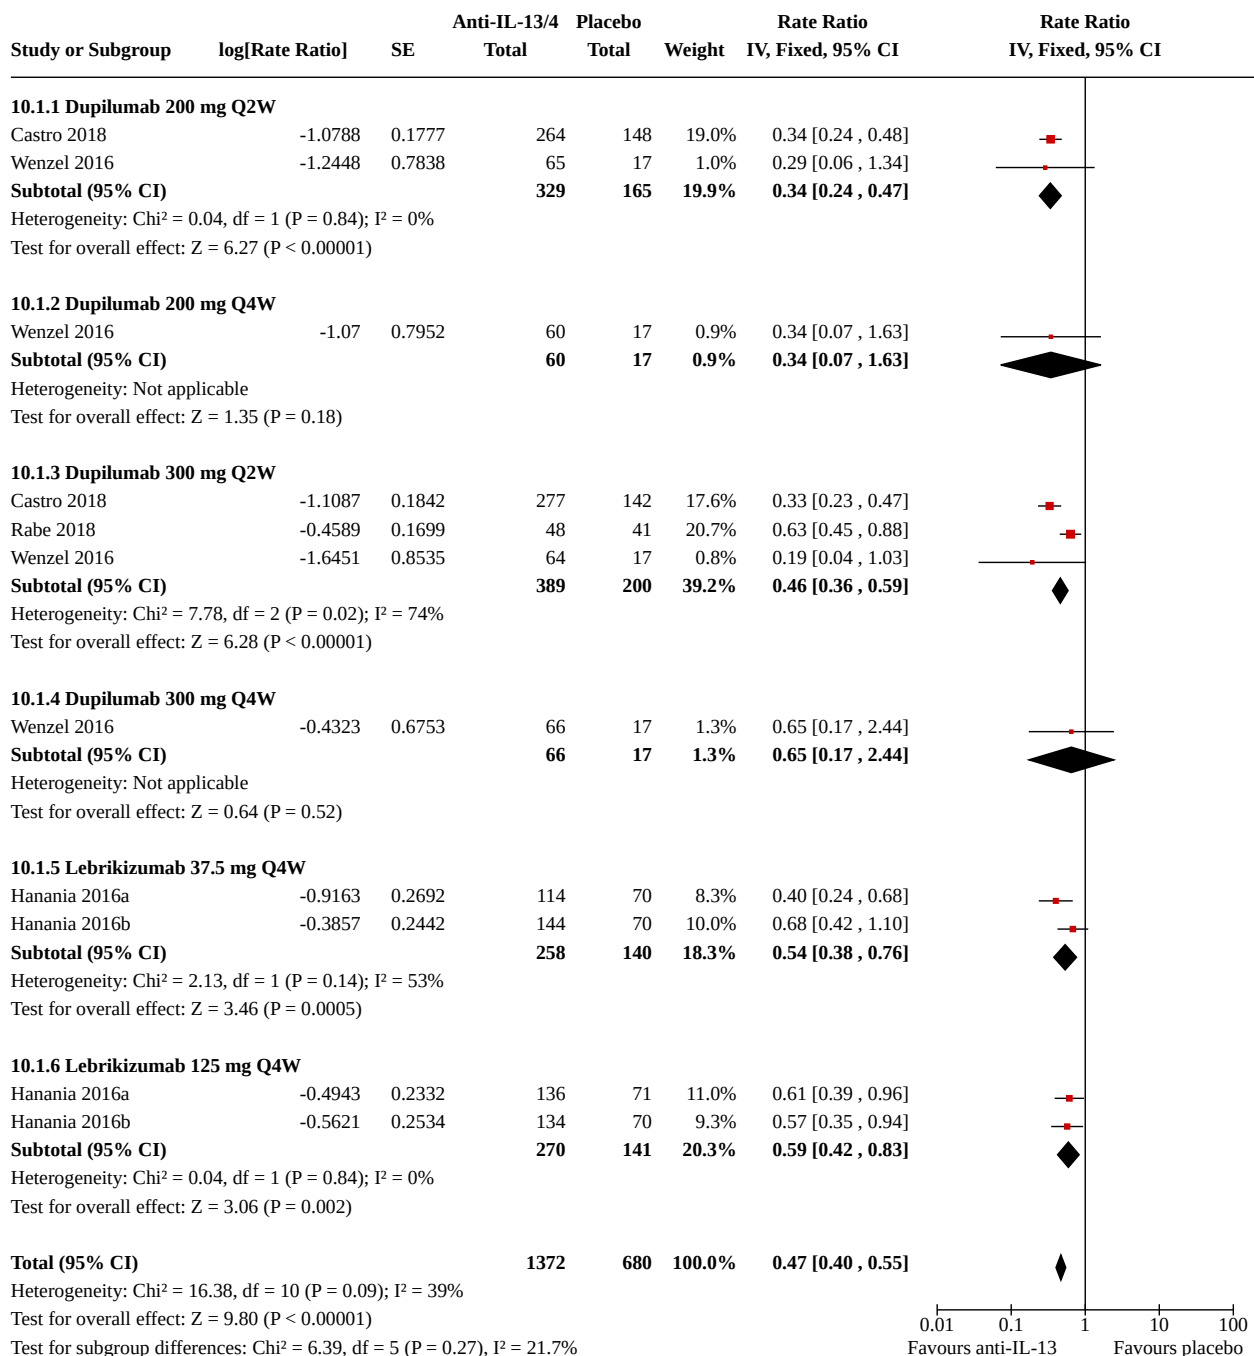 Anti-IL-13/4 Placebo Rate Ratio Rate Ratio
Study or Subgroup log[Rate Ratio] SE Total Total Weight IV, Fixed, 95% CI IV, Fixed, 95% CI
10.1.1 Dupilumab 200 mg Q2W
Castro 2018 -1.0788 0.1777 264 148 19.0% 0.34 [0.24 , 0.48]
Wenzel 2016 -1.2448 0.7838 65 17 1.0% 0.29 [0.06 , 1.34]
Subtotal (95% CI) 329 165 19.9% 0.34 [0.24 , 0.47]
Heterogeneity: Chi² = 0.04, df = 1 (P = 0.84); I² = 0%
Test for overall effect: Z = 6.27 (P < 0.00001)
10.1.2 Dupilumab 200 mg Q4W
Wenzel 2016 -1.07 0.7952 60 17 0.9% 0.34 [0.07 , 1.63]
Subtotal (95% CI) 60 17 0.9% 0.34 [0.07 , 1.63]
Heterogeneity: Not applicable
Test for overall effect: Z = 1.35 (P = 0.18)
10.1.3 Dupilumab 300 mg Q2W
Castro 2018 -1.1087 0.1842 277 142 17.6% 0.33 [0.23 , 0.47]
Rabe 2018 -0.4589 0.1699 48 41 20.7% 0.63 [0.45 , 0.88]
Wenzel 2016 -1.6451 0.8535 64 17 0.8% 0.19 [0.04 , 1.03]
Subtotal (95% CI) 389 200 39.2% 0.46 [0.36 , 0.59]
Heterogeneity: Chi² = 7.78, df = 2 (P = 0.02); I² = 74%
Test for overall effect: Z = 6.28 (P < 0.00001)
10.1.4 Dupilumab 300 mg Q4W
Wenzel 2016 -0.4323 0.6753 66 17 1.3% 0.65 [0.17 , 2.44]
Subtotal (95% CI) 66 17 1.3% 0.65 [0.17 , 2.44]
Heterogeneity: Not applicable
Test for overall effect: Z = 0.64 (P = 0.52)
10.1.5 Lebrikizumab 37.5 mg Q4W
Hanania 2016a -0.9163 0.2692 114 70 8.3% 0.40 [0.24 , 0.68]
Hanania 2016b -0.3857 0.2442 144 70 10.0% 0.68 [0.42 , 1.10]
Subtotal (95% CI) 258 140 18.3% 0.54 [0.38 , 0.76]
Heterogeneity: Chi² = 2.13, df = 1 (P = 0.14); I² = 53%
Test for overall effect: Z = 3.46 (P = 0.0005)
10.1.6 Lebrikizumab 125 mg Q4W
Hanania 2016a -0.4943 0.2332 136 71 11.0% 0.61 [0.39 , 0.96]
Hanania 2016b -0.5621 0.2534 134 70 9.3% 0.57 [0.35 , 0.94]
Subtotal (95% CI) 270 141 20.3% 0.59 [0.42 , 0.83]
Heterogeneity: Chi² = 0.04, df = 1 (P = 0.84); I² = 0%
Test for overall effect: Z = 3.06 (P = 0.002)
Total (95% CI) 1372 680 100.0% 0.47 [0.40 , 0.55]
Heterogeneity: Chi² = 16.38, df = 10 (P = 0.09); I² = 39%
Test for overall effect: Z = 9.80 (P < 0.00001)
0.01 0.1 1 10 100
Test for subgroup differences: Chi² = 6.39, df = 5 (P = 0.27), I² = 21.7% Favours anti-IL-13 Favours placebo